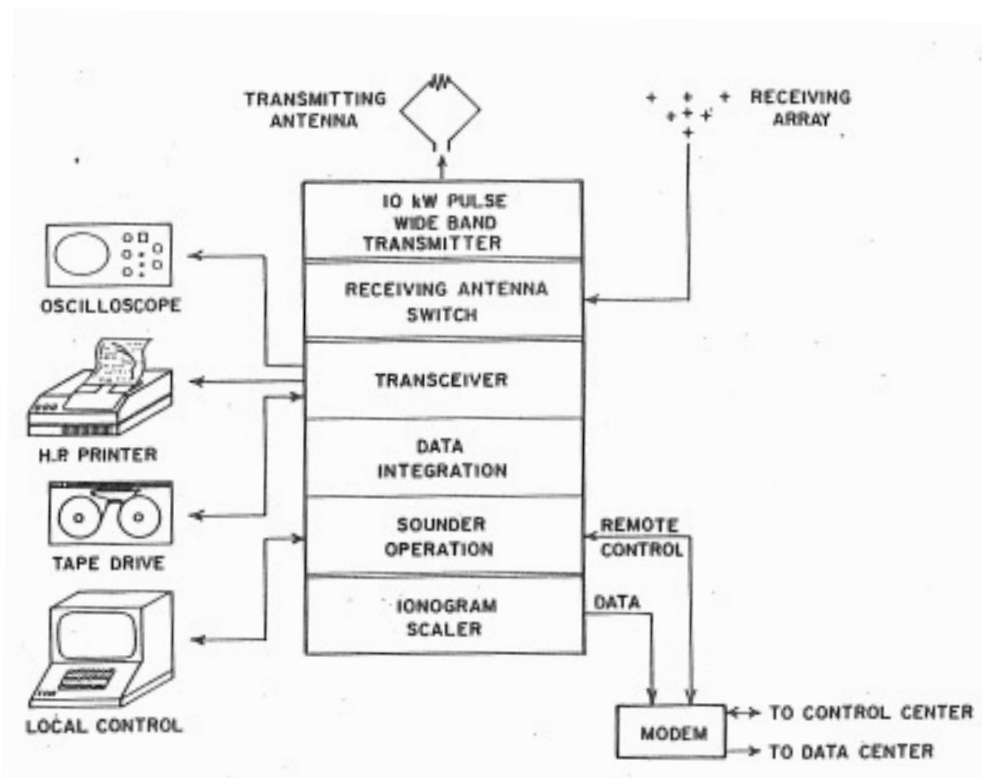 TRANSMITTING
ANTENNA
RECEIVING
ARRAY
10 kW PULSE
WIDE BAND
TRANSMITTER
RECEIVING ANTENNA
SWITCH
TRANSCEIVER
DATA
INTEGRATION
SOUNDER
OPERATION
IONOGRAM
SCALER
OSCILLOSCOPE
H.P. PRINTER
TAPE DRIVE
LOCAL CONTROL
REMOTE
CONTROL
DATA
MODEM
TO CONTROL CENTER
TO DATA CENTER